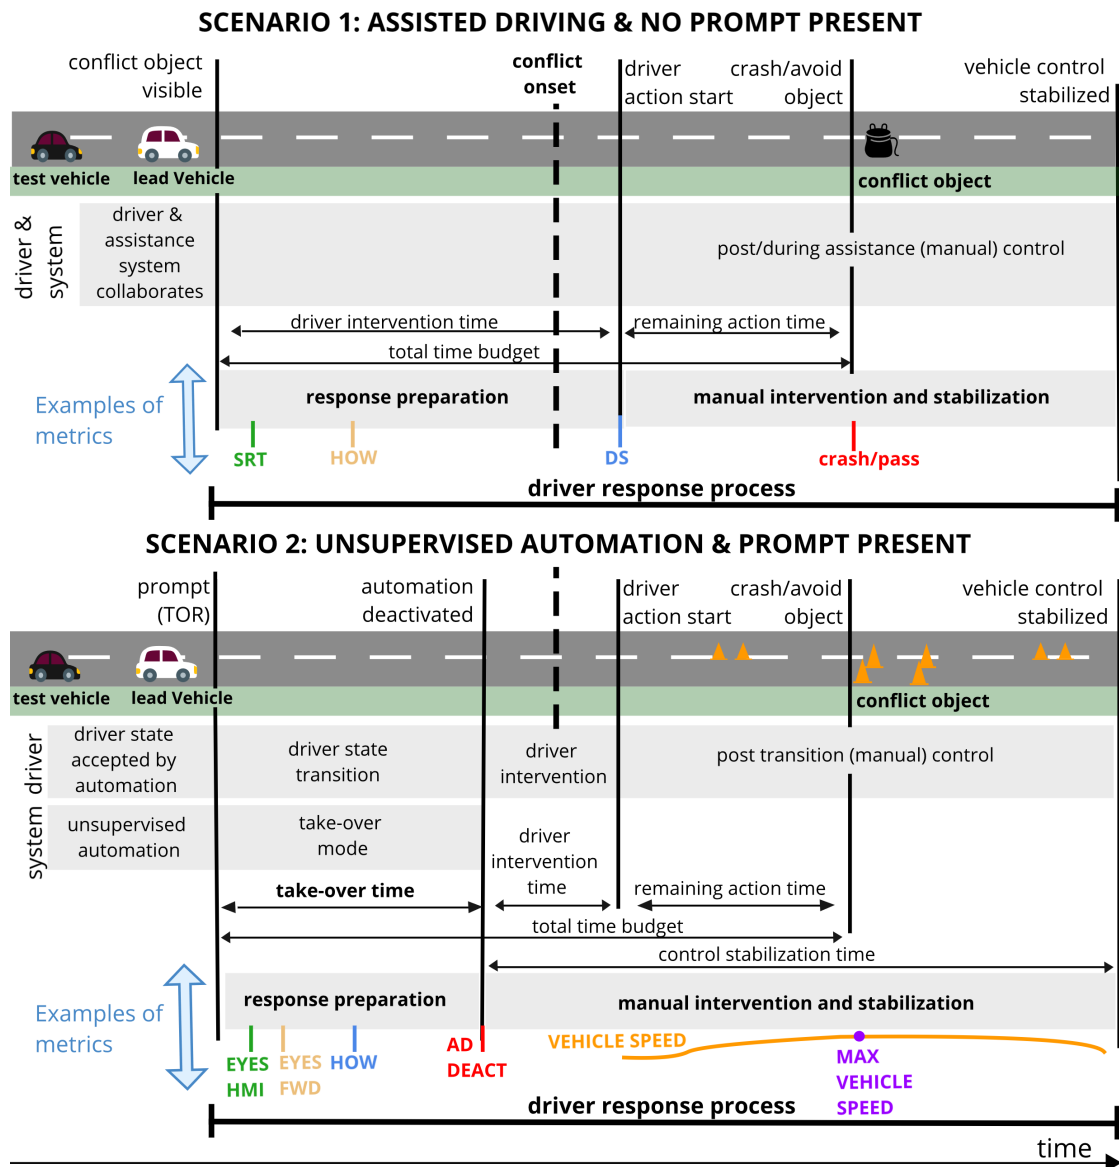 SCENARIO 1: ASSISTED DRIVING & NO PROMPT PRESENT
conflict object
visible
conflict
onset
driver
action start
crash/avoid
object
vehicle control
stabilized
test vehicle
lead Vehicle
conflict object
driver &
system
driver &
assistance
system
collaborates
post/during assistance (manual) control
driver intervention time
remaining action time
total time budget
Examples of
metrics
response preparation
manual intervention and stabilization
SRT
HOW
DS
crash/pass
driver response process
SCENARIO 2: UNSUPERVISED AUTOMATION & PROMPT PRESENT
prompt
(TOR)
automation
deactivated
driver
action start
crash/avoid
object
vehicle control
stabilized
test vehicle
lead Vehicle
conflict object
driver
driver state
accepted by
automation
driver state
transition
driver
intervention
post transition (manual) control
system
unsupervised
automation
take-over
mode
driver
intervention
time
take-over time
remaining action time
total time budget
control stabilization time
Examples of
metrics
response preparation
manual intervention and stabilization
EYES
HMI
EYES
FWD
HOW
AD
DEACT
VEHICLE SPEED
MAX
VEHICLE
SPEED
driver response process
time